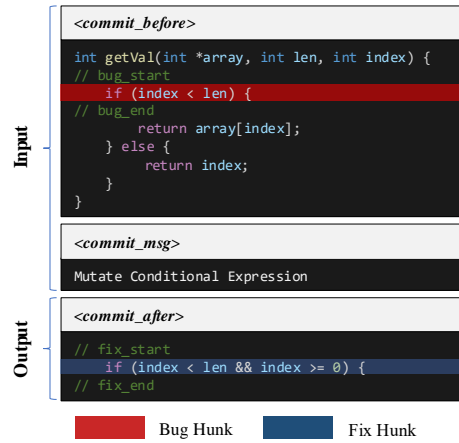 <commit_before>
int getVal(int *array, int len, int index) {
// bug_start
if (index < len) {
// bug_end
return array[index];
} else {
return index;
}
}
Input
<commit_msg>
Mutate Conditional Expression
<commit_after>
Output
// fix_start
if (index < len && index >= 0) {
// fix_end
Bug Hunk
Fix Hunk